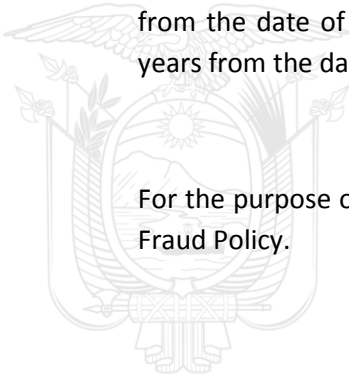 from the date of
years from the da
For the purpose o
Fraud Policy.